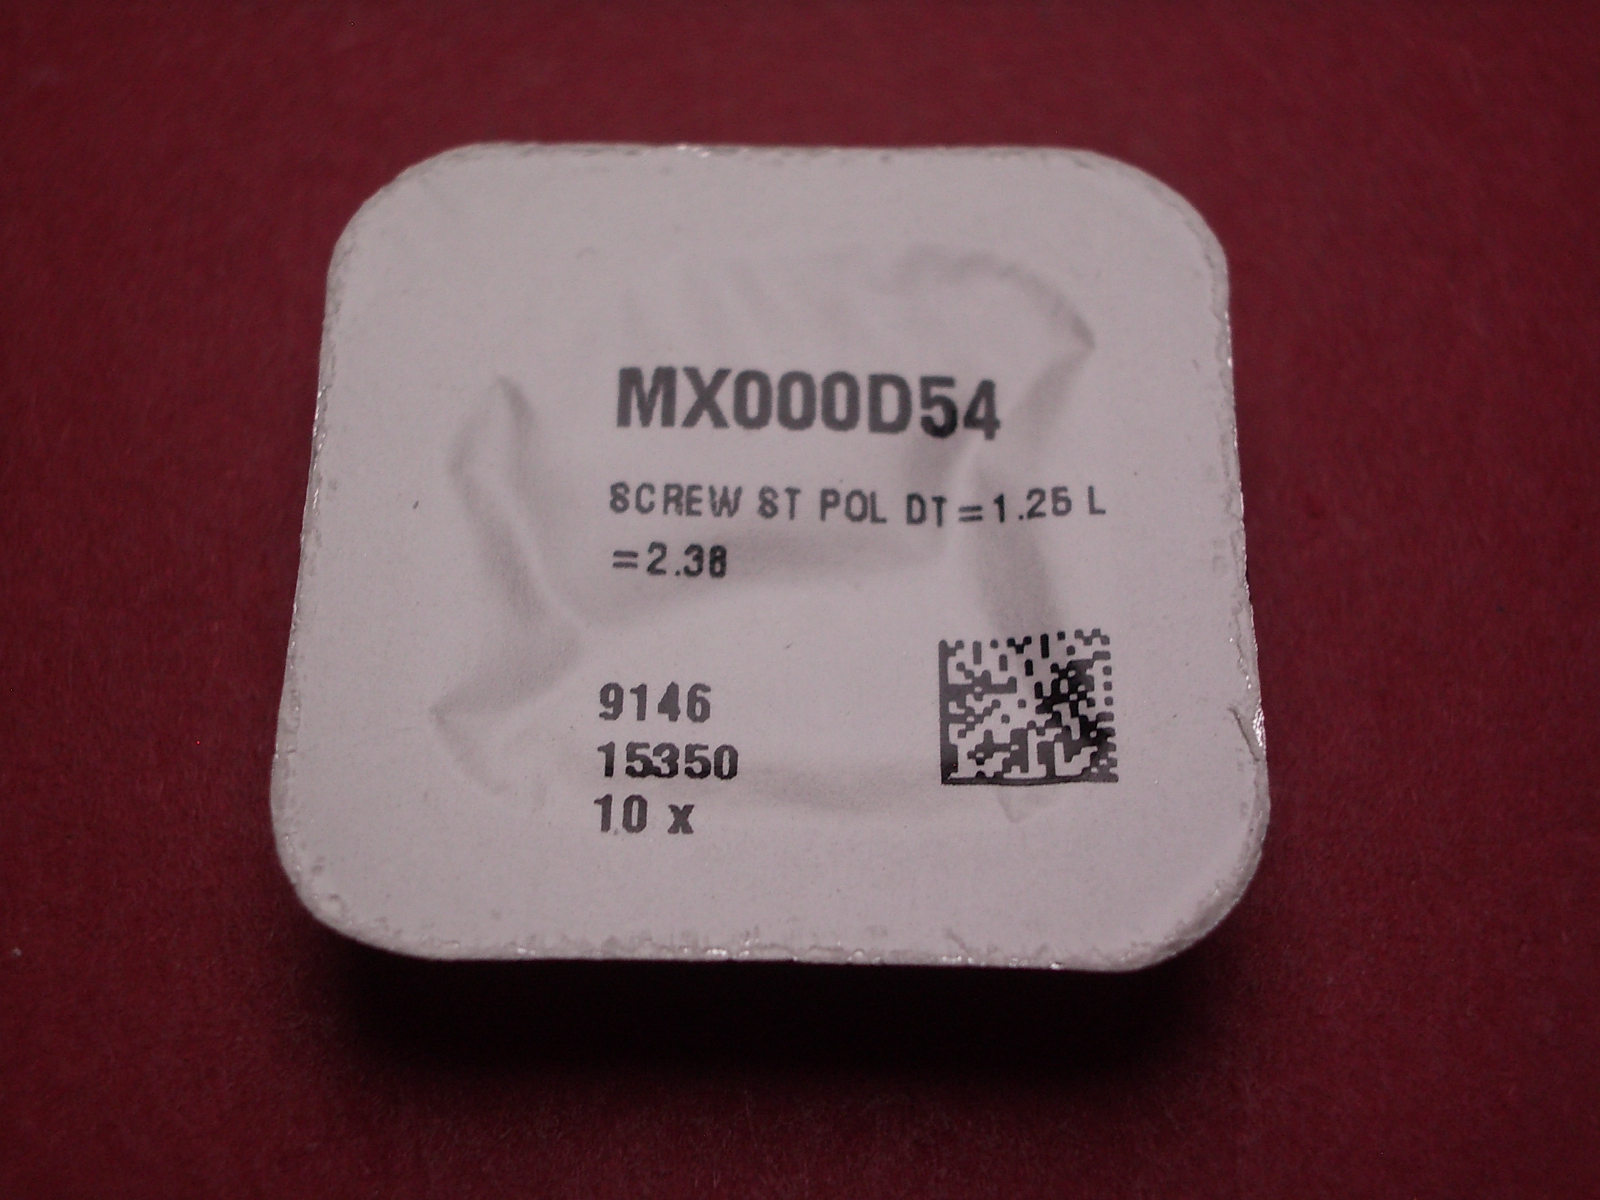 MX000D54
SCREW ST POL DT=1.25 L
=2.38
9146
15350
10 x